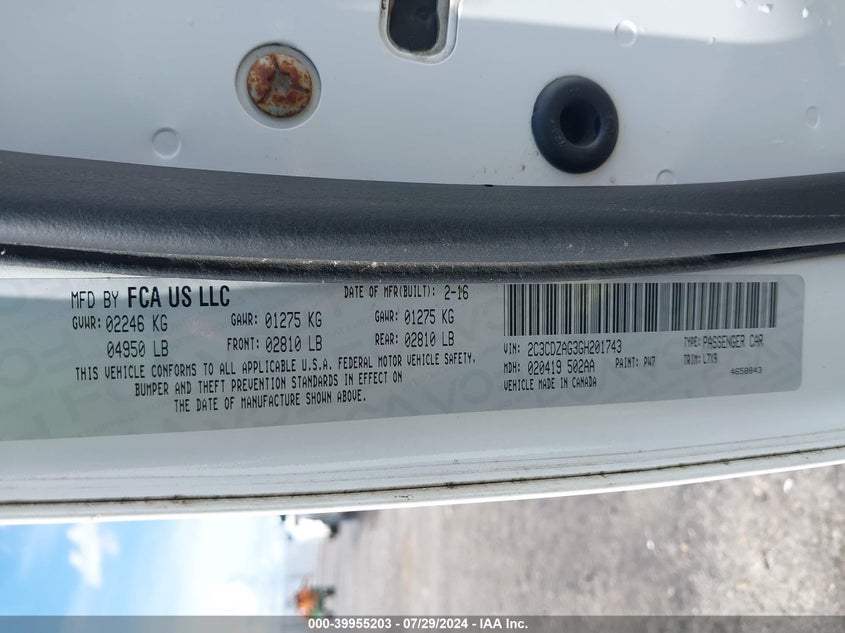 MFD BY FCA US LLC
DATE OF MFR(BUILT): 2-16
GVWR: 02246 KG
04950 LB
GAWR: 01275 KG
FRONT: 02810 LB
GAWR: 01275 KG
REAR: 02810 LB
THIS VEHICLE CONFORMS TO ALL APPLICABLE U.S.A. FEDERAL MOTOR VEHICLE SAFETY,
BUMPER AND THEFT PREVENTION STANDARDS IN EFFECT ON
THE DATE OF MANUFACTURE SHOWN ABOVE.
VIN: 2C3CDZAG3GH201743
TYPE: PASSENGER CAR
MDH: 020419 502AA
PAINT: PW7
TRIM: L7X9
VEHICLE MADE IN CANADA
4658843
000-39955203 - 07/29/2024 - IAA Inc.